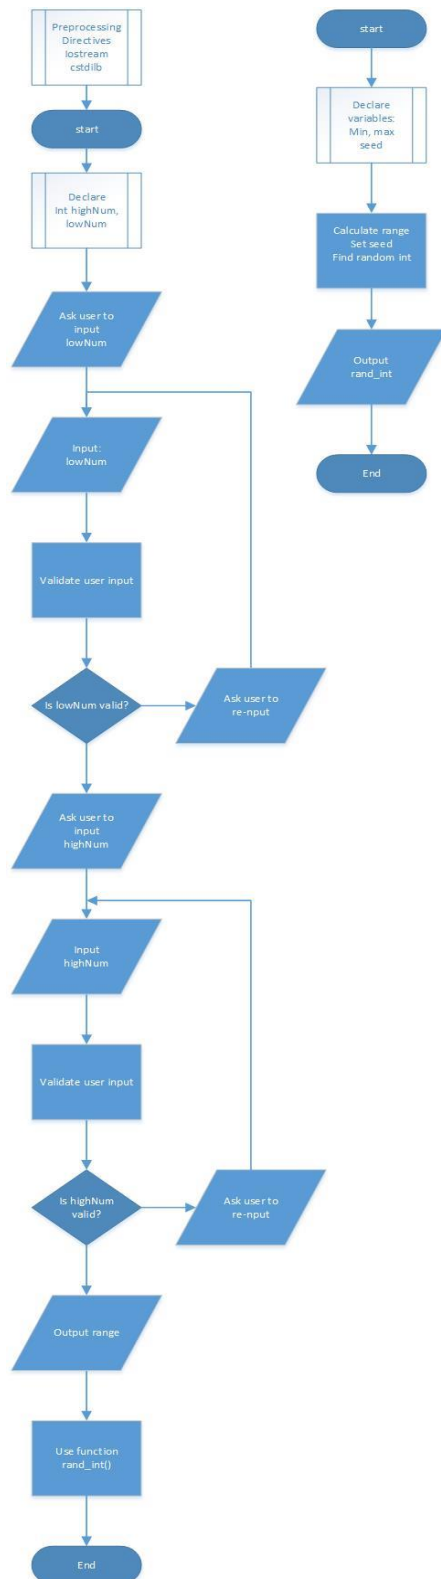 Preprocessing
Directives
Iostream
cstdilb
start
Declare
Int highNum,
lowNum
Ask user to
input
lowNum
Input:
lowNum
Validate user input
Is lowNum valid?
Ask user to
re-nput
Ask user to
input
highNum
Input
highNum
Validate user input
Is highNum
valid?
Ask user to
re-nput
Output range
Use function
rand_int()
End
start
Declare
variables:
Min, max
seed
Calculate range
Set seed
Find random int
Output
rand_int
End